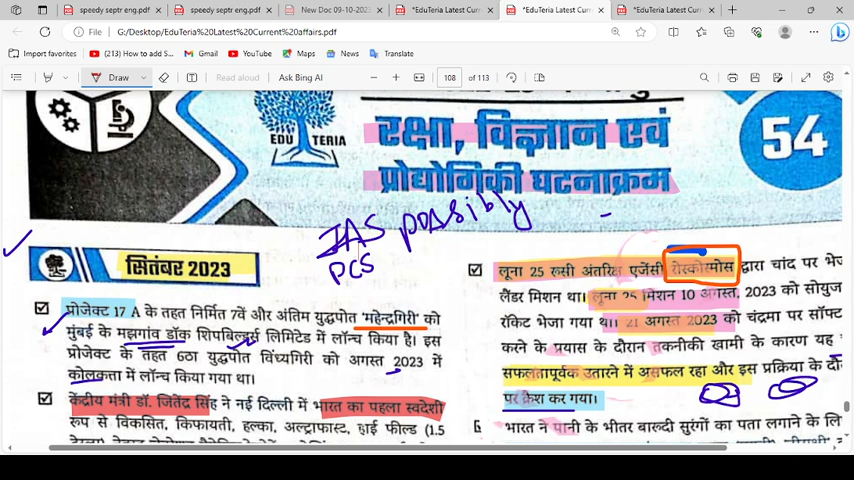 speedy septr eng.pdf
speedy septr eng.pdf
New Doc 09-10-2023
*EduTeria Latest Curr
*EduTeria Latest Curr
*EduTeria Latest Curr
File
G:/Desktop/EduTeria%20Latest%20Current%20affairs.pdf
Import favorites
(213) How to add S...
Gmail
YouTube
Maps
News
Translate
Draw
Read aloud
Ask Bing AI
108
of 113
EDU TERIA
रक्षा, विज्ञान एवं
प्रोद्योगिकी घटनाक्रम
54
IAS possibly
PCS
सितंबर 2023
प्रोजेक्ट 17 A के तहत निर्मित 7वें और अंतिम युद्धपोत 'महेन्द्रगिरी' को
मुंबई के मझगांव डॉक शिपबिल्डर्स लिमिटेड में लॉन्च किया है। इस
प्रोजेक्ट के तहत 6ठा युद्धपोत विंध्यगिरी को अगस्त 2023 में
कोलकत्ता में लॉन्च किया गया था।
केंद्रीय मंत्री डॉ. जितेंद्र सिंह ने नई दिल्ली में भारत का पहला स्वदेशी
रूप से विकसित, किफायती, हल्का, अल्ट्राफास्ट, हाई फील्ड (1.5
लूना 25 रूसी अंतरिक्ष एजेंसी रोस्कोस्मोस द्वारा चांद पर भे
लैंडर मिशन था। लूना 25 मिशन 10 अगस्त, 2023 को सोयुज
रॉकेट भेजा गया था। 21 अगस्त 2023 को चंद्रमा पर सॉफ्ट
करने के प्रयास के दौरान तकनीकी खामी के कारण यह
सफलतापूर्वक उतारने में असफल रहा और इस प्रक्रिया के दौ
पर क्रैश कर गया।
भारत ने पानी के भीतर बारूदी सुरंगों का पता लगाने के लि